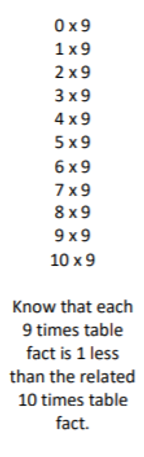 0 x 9
1 x 9
2 x 9
3 x 9
4 x 9
5 x 9
6 x 9
7 x 9
8 x 9
9 x 9
10 x 9
Know that each
9 times table
fact is 1 less
than the related
10 times table
fact.